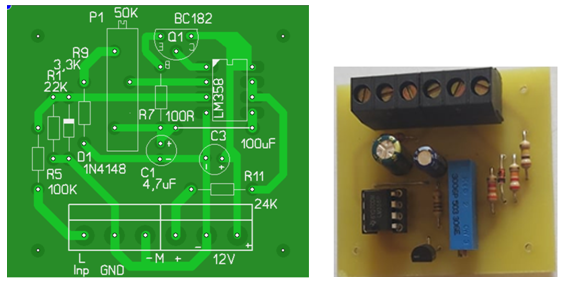 P1 50K
BC182
Q1
E
C
B
R9
3,3K
R1
22K
LM358
R7
100R
100uF
C3
D1
1N4148
C1
4,7uF
R5
100K
R11
24K
L
Inp GND
- M +
12V